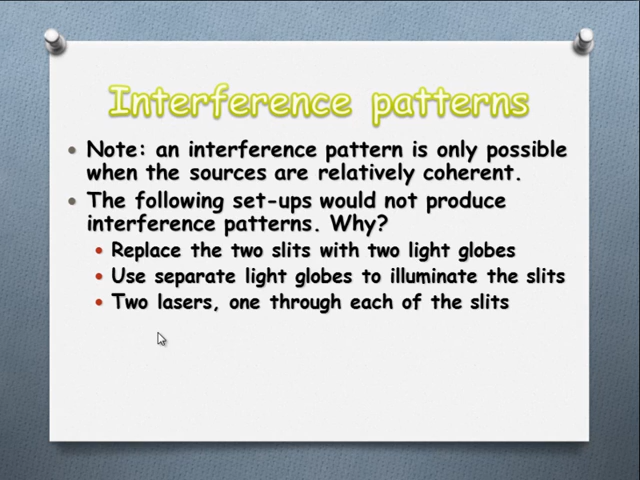 Interference patterns
Note: an interference pattern is only possible
when the sources are relatively coherent.
The following set-ups would not produce
interference patterns. Why?
Replace the two slits with two light globes
Use separate light globes to illuminate the slits
Two lasers, one through each of the slits